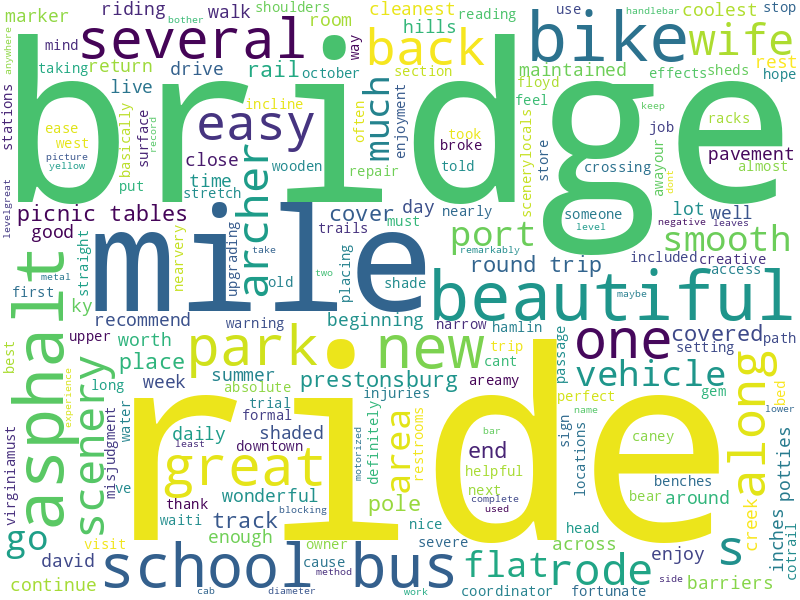 anywhere
marker
riding
bother
walk
shoulders
cleanest
reading
use
handlebar
coolest
stop
several
room
hills
bike
wife
mind
taking
return
drive
rail
october
way
back
section
maintained
effects
sheds
rest
hope
stations
bridge
live
incline
often
much
enjoyment
floyd
feel
keep
ease
west
picture
yellow
basically
surface
record
easy
close
time
stretch
wooden
told
took
broke
repair
store
scenerylocals
crossing
job
racks
awayour
dont
pavement
almost
put
archer
picnic tables
good
levelgreat
cover
day
nearly
port
someone
level
lot
well
negative
leaves
smooth
mile
trails
must
remarkably
round trip
included
creative
asphalt
metal
straight
ky
first
nearvery
upgrading
take
old
two
placing
shade
beautiful
access
maybe
recommend
warning
beginning
narrow
hamlin
one
covered
path
setting
upper
best
worth
place
park
new
trip
cant
passage
areamy
vehicle
gem
along
bed
lower
scenery
experience
long
week
summer
absolute
prestonsburg
injuries
perfect
name
virginiamust
misjudgment
water
daily
least
trial
formal
shaded
downtown
ride
definitely
area
restrooms
motorized
bar
end
helpful
next
complete
used
sign
locations
caney
great
ve
wonderful
blocking
pole
benches
bear
around
creek
potties
inches
cotrail
go
visit
thank
waiti
track
enough
owner
nice
severe
head
across
enjoy
s
david
continue
school
cab
cause
method
diameter
bus
work
flat
coordinator
rode
fortunate
side
barriers